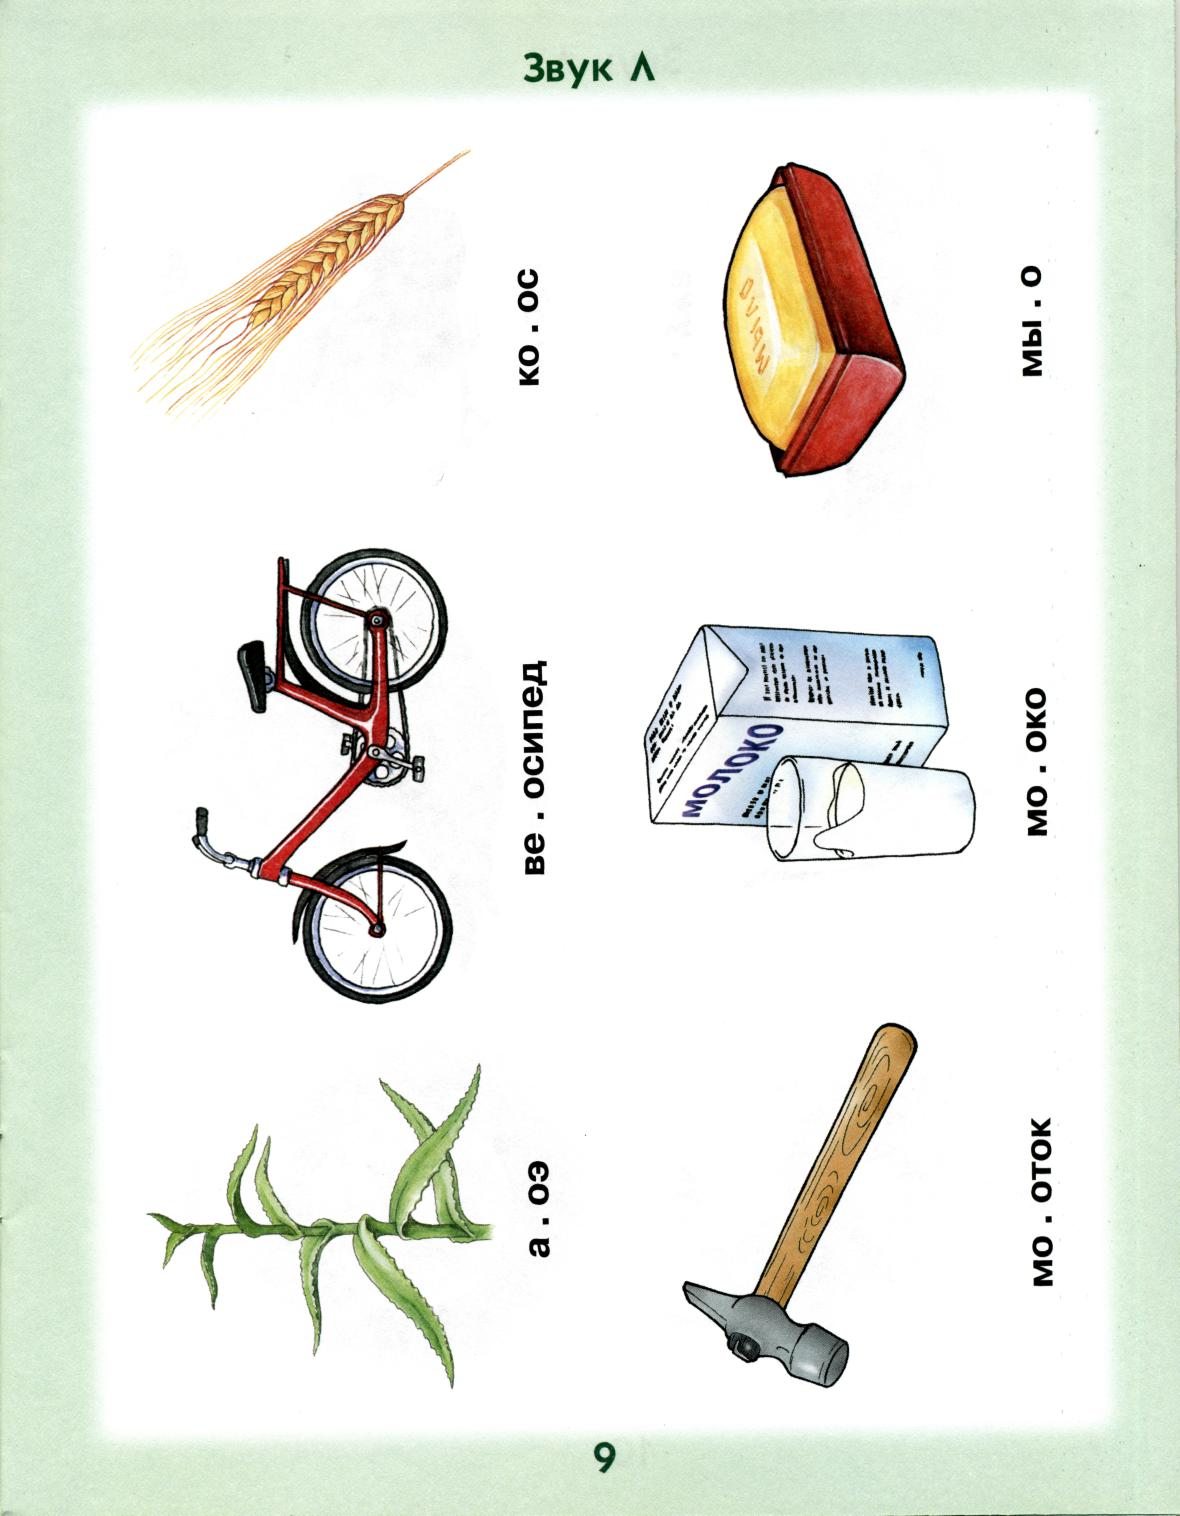 Звук Л
а . оэ
ве . осипед
ко . ос
МОЛОКО
мо . оток
мо . око
мы . о
9